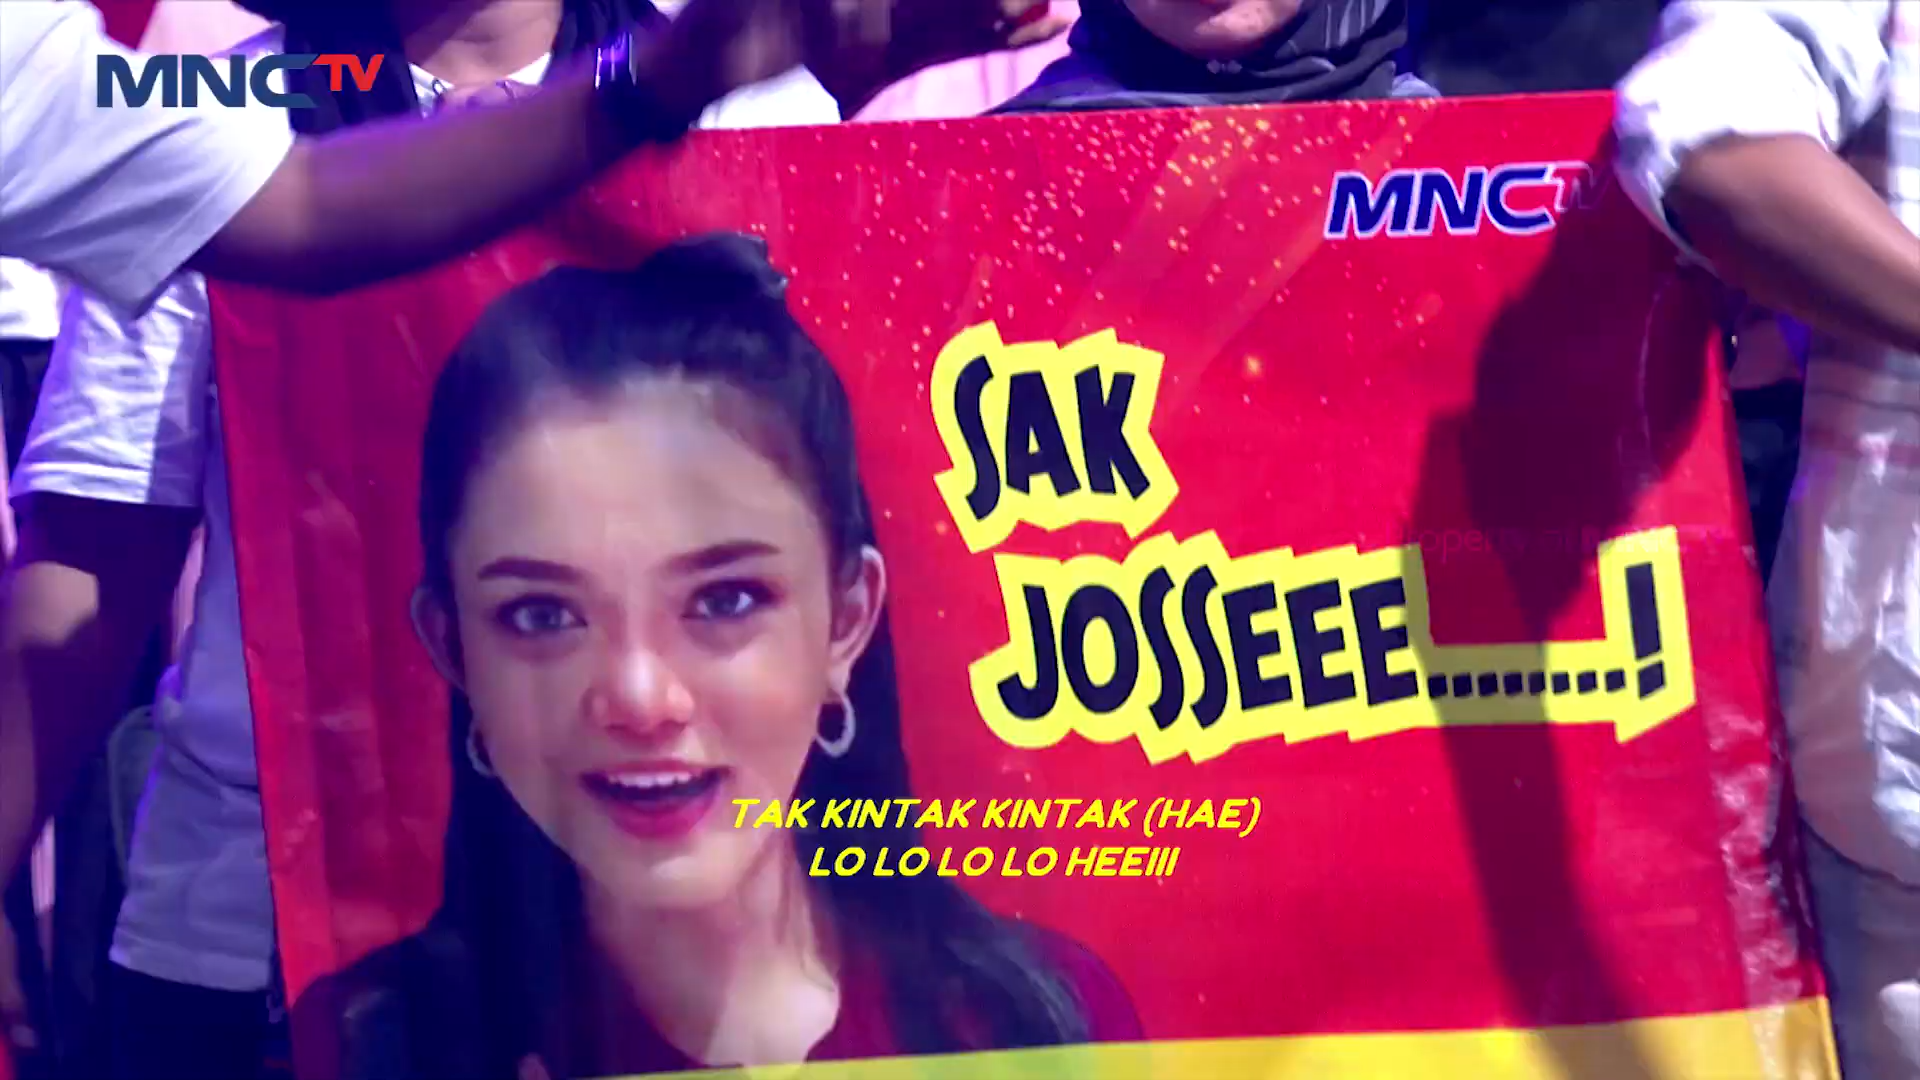 MNCTV
MNCTV
SAK
JOSSEEE........!
TAK KINTAK KINTAK (HAE)
LO LO LO LO HEEIII